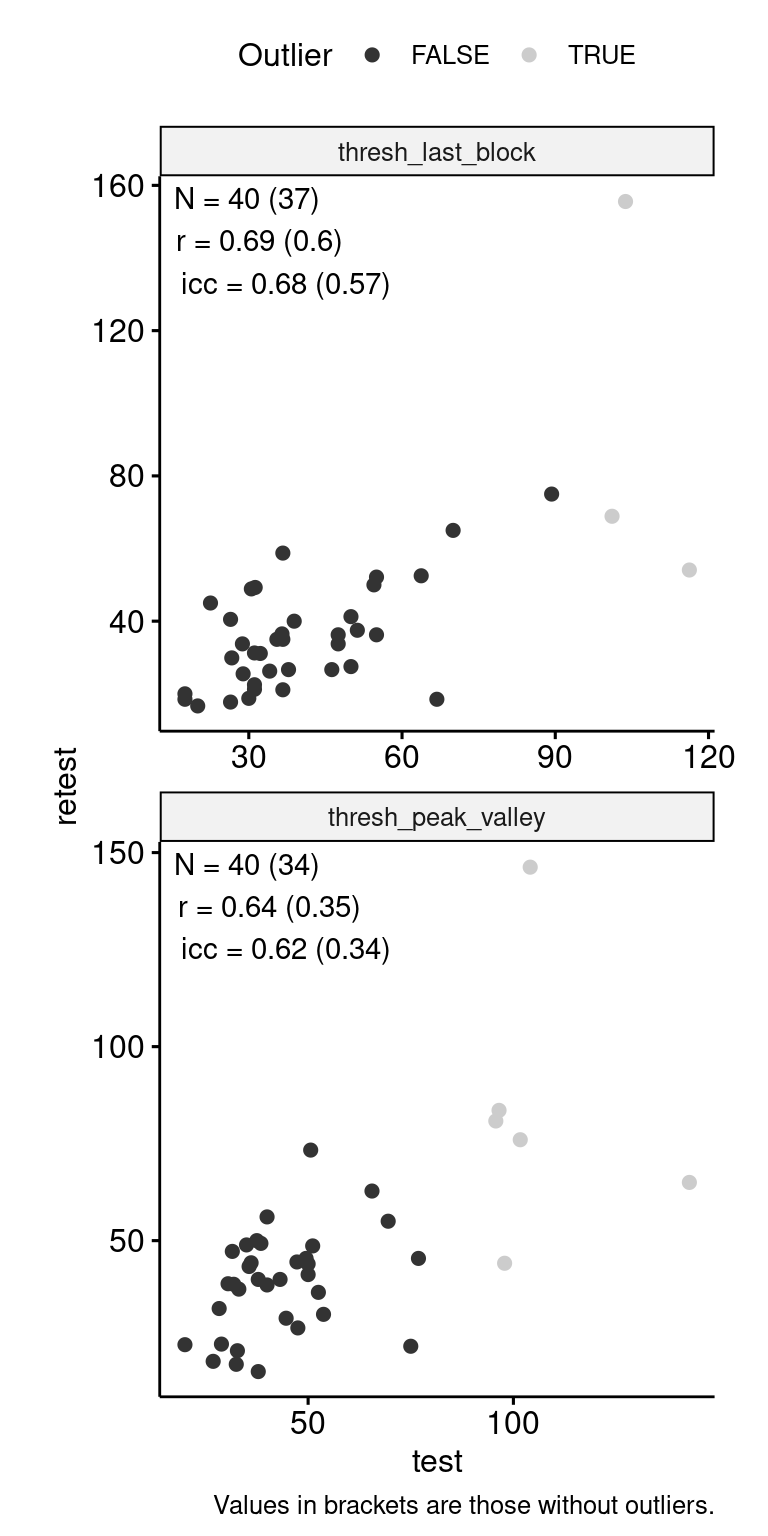 Outlier FALSE TRUE
thresh_last_block
160
N = 40 (37)
r = 0.69 (0.6)
icc = 0.68 (0.57)
120
80
40
30 60 90 120
retest
thresh_peak_valley
150
N = 40 (34)
r = 0.64 (0.35)
icc = 0.62 (0.34)
100
50
50 100
test
Values in brackets are those without outliers.